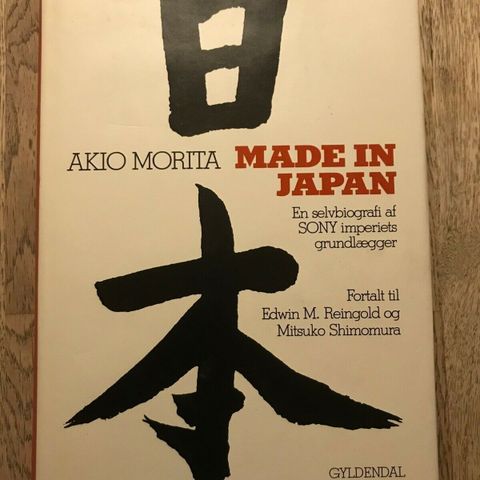 日本
AKIO MORITA MADE IN
JAPAN
En selvbiografi af
SONY imperiets
grundlægger
Fortalt til
Edwin M. Reingold og
Mitsuko Shimomura
GYLDENDAL